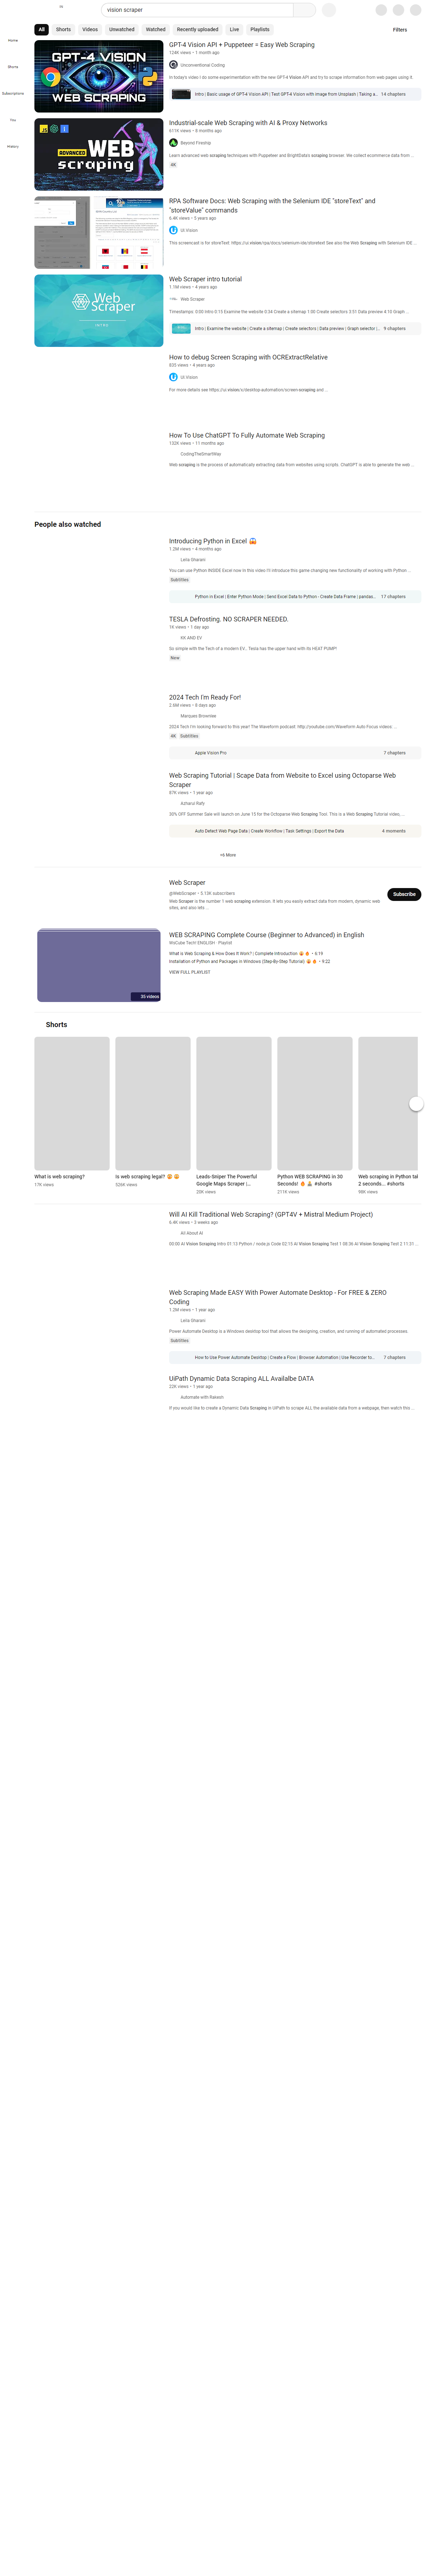 vision scraper
Home
Shorts
Subscriptions
You
History
All
Shorts
Videos
Unwatched
Watched
Recently uploaded
Live
Playlists
Filters
GPT-4 VISION
WEB SCRAPING
GPT-4 Vision API + Puppeteer = Easy Web Scraping
124K views • 1 month ago
Unconventional Coding
In today's video I do some experimentation with the new GPT-4 Vision API and try to scrape information from web pages using it.
Intro | Basic usage of GPT-4 Vision API | Test GPT-4 Vision with image from Unsplash | Taking a...
14 chapters
ADVANCED
WEB
scraping
Industrial-scale Web Scraping with AI & Proxy Networks
611K views • 8 months ago
Beyond Fireship
Learn advanced web scraping techniques with Puppeteer and BrightData's scraping browser. We collect ecommerce data from ...
4K
RPA Software Docs: Web Scraping with the Selenium IDE "storeText" and
"storeValue" commands
6.4K views • 5 years ago
UI.Vision
This screencast is for storeText: https://ui.vision/rpa/docs/selenium-ide/storetext See also the Web Scraping with Selenium IDE ...
Web
Scraper
Web Scraper intro tutorial
1.1M views • 4 years ago
Web Scraper
Timestamps: 0:00 Intro 0:15 Examine the website 0:34 Create a sitemap 1:00 Create selectors 3:51 Data preview 4:10 Graph ...
Intro | Examine the website | Create a sitemap | Create selectors | Data preview | Graph selector |...
9 chapters
How to debug Screen Scraping with OCRExtractRelative
835 views • 4 years ago
UI.Vision
For more details see https://ui.vision/x/desktop-automation/screen-scraping and ...
How To Use ChatGPT To Fully Automate Web Scraping
132K views • 11 months ago
CodingTheSmartWay
Web scraping is the process of automatically extracting data from websites using scripts. ChatGPT is able to generate the web ...
People also watched
Introducing Python in Excel
1.2M views • 4 months ago
Leila Gharani
You can use Python INSIDE Excel now In this video I'll introduce this game changing new functionality of working with Python ...
Subtitles
Python in Excel | Enter Python Mode | Send Excel Data to Python - Create Data Frame | pandas...
17 chapters
TESLA Defrosting. NO SCRAPER NEEDED.
1K views • 1 day ago
KK AND EV
So simple with the Tech of a modern EV... Tesla has the upper hand with its HEAT PUMP!!
New
2024 Tech I'm Ready For!
2.6M views • 8 days ago
Marques Brownlee
2024 Tech I'm looking forward to this year! The Waveform podcast: http://youtube.com/Waveform Auto Focus videos: ...
4K
Subtitles
Apple Vision Pro
7 chapters
Web Scraping Tutorial | Scape Data from Website to Excel using Octoparse Web
Scraper
87K views • 1 year ago
Azharul Rafy
30% OFF Summer Sale will launch on June 15 for the Octoparse Web Scraping Tool. This is a Web Scraping Tutorial video, ...
Auto Detect Web Page Data | Create Workflow | Task Settings | Export the Data
4 moments
+6 More
Web Scraper
@WebScraper • 5.13K subscribers
Web Scraper is the number 1 web scraping extension. It lets you easily extract data from modern, dynamic web
sites, and also lets ...
Subscribe
35 videos
WEB SCRAPING Complete Course (Beginner to Advanced) in English
WsCube Tech! ENGLISH · Playlist
What is Web Scraping & How Does It Work? | Complete Introduction • 6:19
Installation of Python and Packages in Windows (Step-By-Step Tutorial) • 9:22
VIEW FULL PLAYLIST
Shorts
What is web scraping?
17K views
Is web scraping legal?
326K views
Leads-Sniper The Powerful
Google Maps Scraper |...
20K views
Python WEB SCRAPING in 30
Seconds! #shorts
211K views
Web scraping in Python tak
2 seconds... #shorts
98K views
Will AI Kill Traditional Web Scraping? (GPT4V + Mistral Medium Project)
6.4K views • 3 weeks ago
All About AI
00:00 AI Vision Scraping Intro 01:13 Python / node.js Code 02:15 AI Vision Scraping Test 1 08:36 AI Vision Scraping Test 2 11:31 ...
Web Scraping Made EASY With Power Automate Desktop - For FREE & ZERO
Coding
1.2M views • 1 year ago
Leila Gharani
Power Automate Desktop is a Windows desktop tool that allows the designing, creation, and running of automated processes.
Subtitles
How to Use Power Automate Desktop | Create a Flow | Browser Automation | Use Recorder to...
7 chapters
UiPath Dynamic Data Scraping ALL Availalbe DATA
22K views • 1 year ago
Automate with Rakesh
If you would like to create a Dynamic Data Scraping in UiPath to scrape ALL the available data from a webpage, then watch this ...